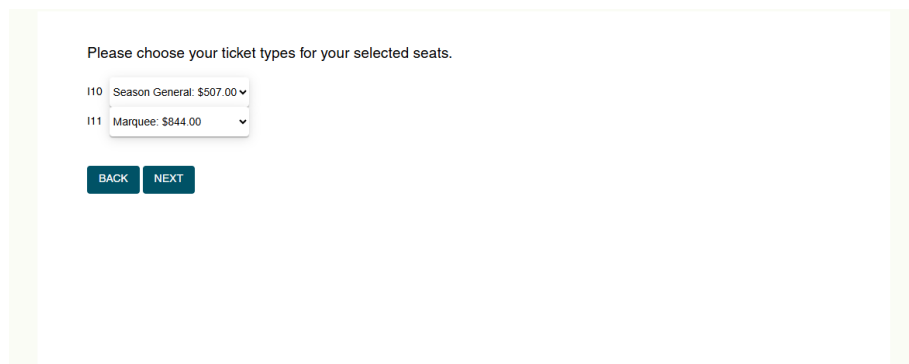 Please choose your ticket types for your selected seats.
I10 Season General: $507.00
I11 Marquee: $844.00
BACK NEXT